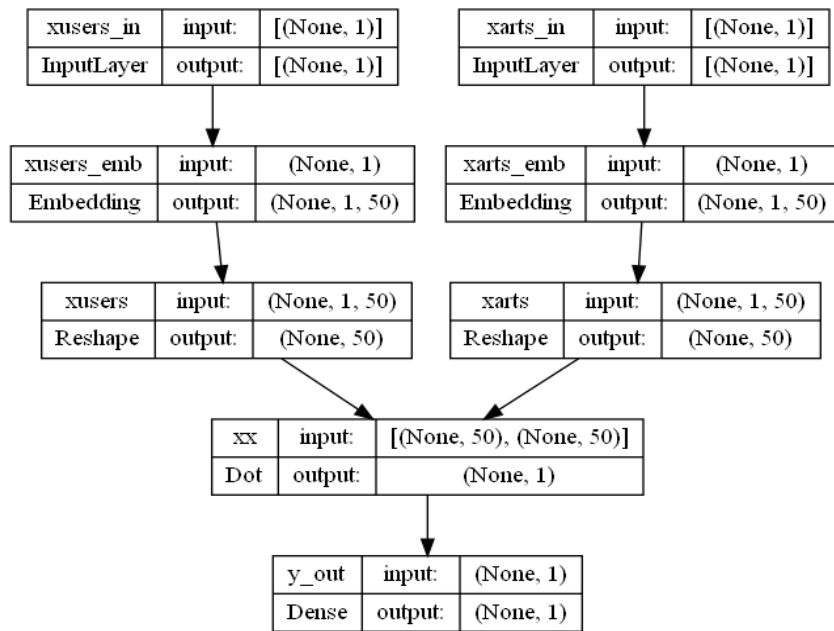 xusers_in input: [(None, 1)]
InputLayer output: [(None, 1)]
xarts_in input: [(None, 1)]
InputLayer output: [(None, 1)]
xusers_emb input: (None, 1)
Embedding output: (None, 1, 50)
xarts_emb input: (None, 1)
Embedding output: (None, 1, 50)
xusers input: (None, 1, 50)
Reshape output: (None, 50)
xarts input: (None, 1, 50)
Reshape output: (None, 50)
xx input: [(None, 50), (None, 50)]
Dot output: (None, 1)
y_out input: (None, 1)
Dense output: (None, 1)